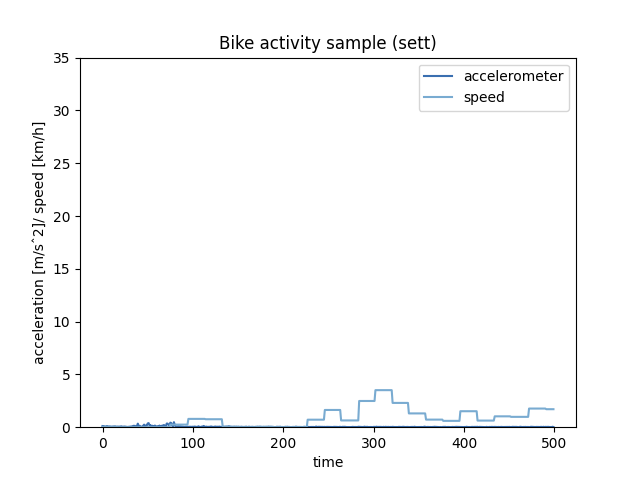 Bike activity sample (sett)
accelerometer
speed
acceleration [m/sˆ2]/ speed [km/h]
35
30
25
20
15
10
5
0
0 100 200 300 400 500
time